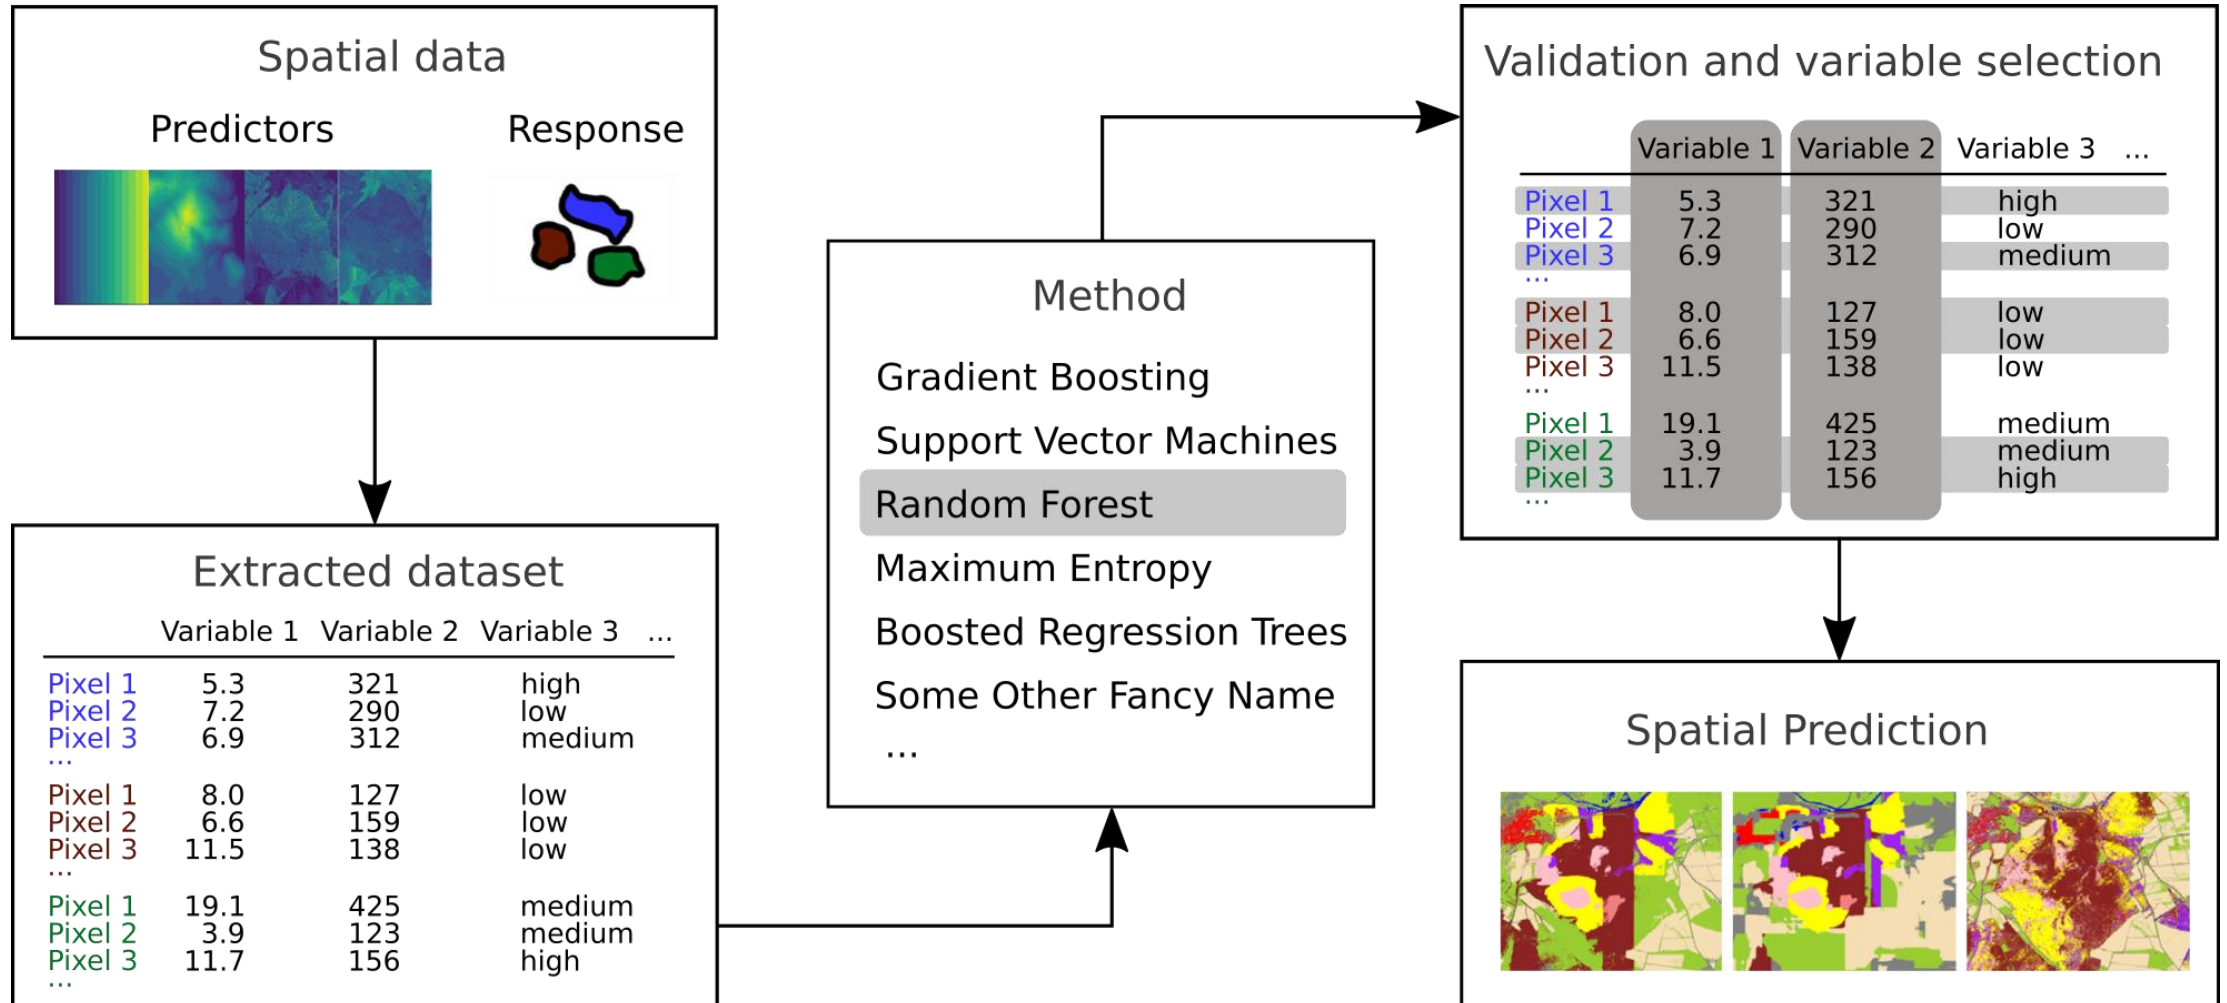 Spatial data
Predictors Response
Extracted dataset
Variable 1 Variable 2 Variable 3 ...
Pixel 1 5.3 321 high
Pixel 2 7.2 290 low
Pixel 3 6.9 312 medium
...
Pixel 1 8.0 127 low
Pixel 2 6.6 159 low
Pixel 3 11.5 138 low
...
Pixel 1 19.1 425 medium
Pixel 2 3.9 123 medium
Pixel 3 11.7 156 high
...
Method
Gradient Boosting
Support Vector Machines
Random Forest
Maximum Entropy
Boosted Regression Trees
Some Other Fancy Name
...
Validation and variable selection
Variable 1 Variable 2 Variable 3 ...
Pixel 1 5.3 321 high
Pixel 2 7.2 290 low
Pixel 3 6.9 312 medium
...
Pixel 1 8.0 127 low
Pixel 2 6.6 159 low
Pixel 3 11.5 138 low
...
Pixel 1 19.1 425 medium
Pixel 2 3.9 123 medium
Pixel 3 11.7 156 high
...
Spatial Prediction